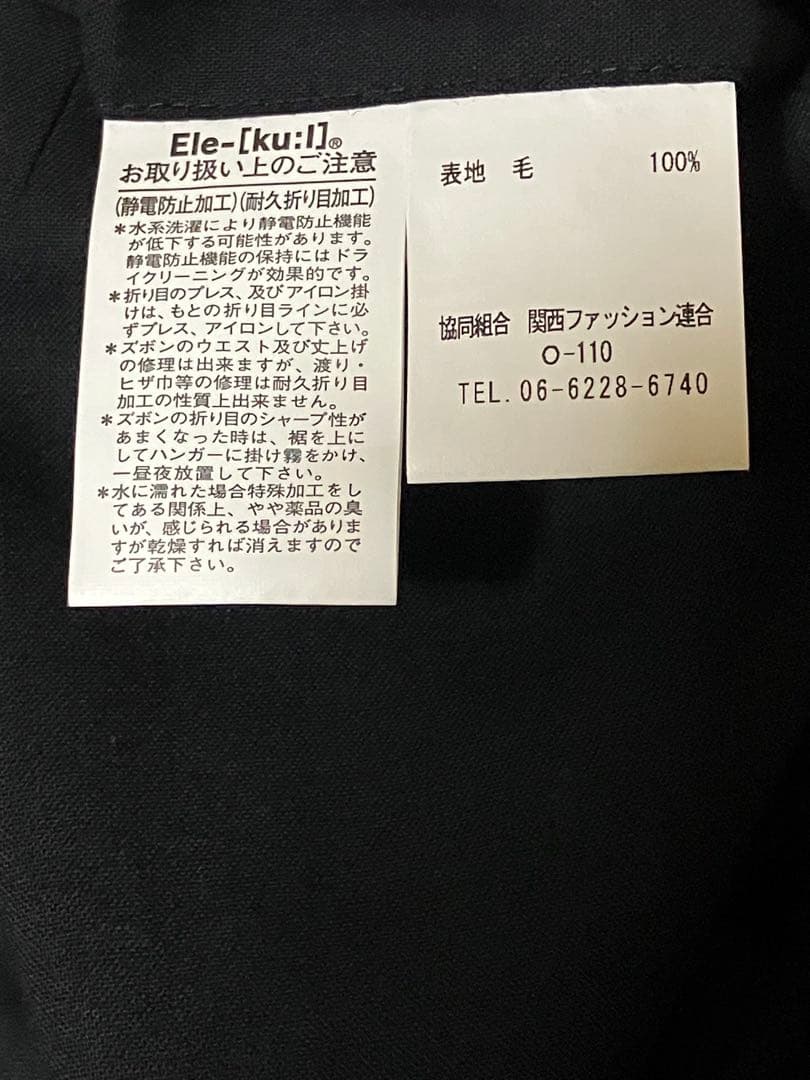 Ele-[ku:l]®
お取り扱い上のご注意
(静電防止加工)(耐久折り目加工)
*水系洗濯により静電防止機能
が低下する可能性があります。
静電防止機能の保持にはドラ
イクリーニングが効果的です。
*折り目のプレス、及びアイロン掛
けは、もとの折り目ラインに必
ずプレス、アイロンして下さい。
*ズボンのウエスト及び丈上げ
の修理は出来ますが、渡り・
ヒザ巾等の修理は耐久折り目
加工の性質上出来ません。
*ズボンの折り目のシャープ性が
あまくなった時は、裾を上に
してハンガーに掛け霧をかけ、
一昼夜放置して下さい。
*水に濡れた場合特殊加工をし
てある関係上、やや薬品の臭
いが、感じられる場合がありま
すが乾燥すれば消えますので
ご了承下さい。
表地 毛 100%
協同組合 関西ファッション連合
O-110
TEL. 06-6228-6740